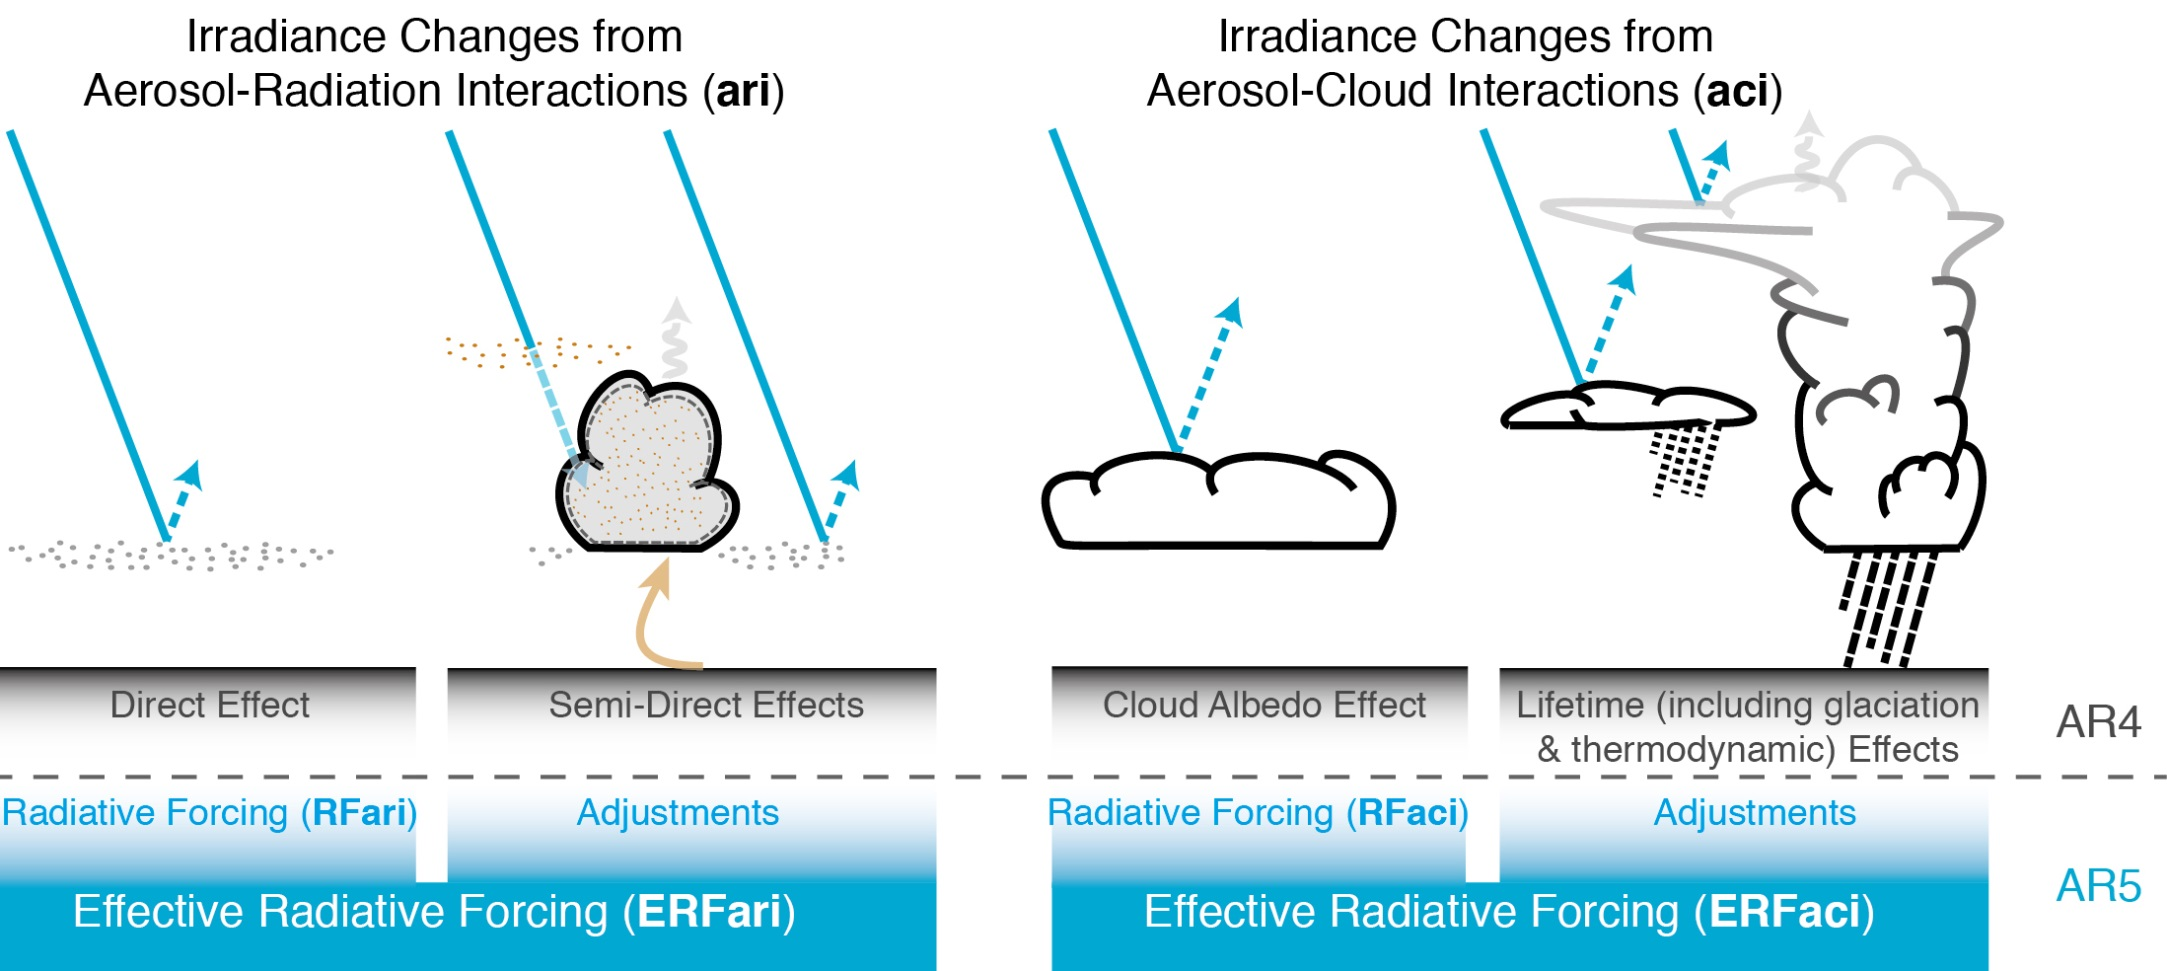 Irradiance Changes from
Aerosol-Radiation Interactions (ari)
Irradiance Changes from
Aerosol-Cloud Interactions (aci)
Direct Effect
Semi-Direct Effects
Cloud Albedo Effect
Lifetime (including glaciation
& thermodynamic) Effects
AR4
Radiative Forcing (RFari)
Adjustments
Radiative Forcing (RFaci)
Adjustments
AR5
Effective Radiative Forcing (ERFari)
Effective Radiative Forcing (ERFaci)